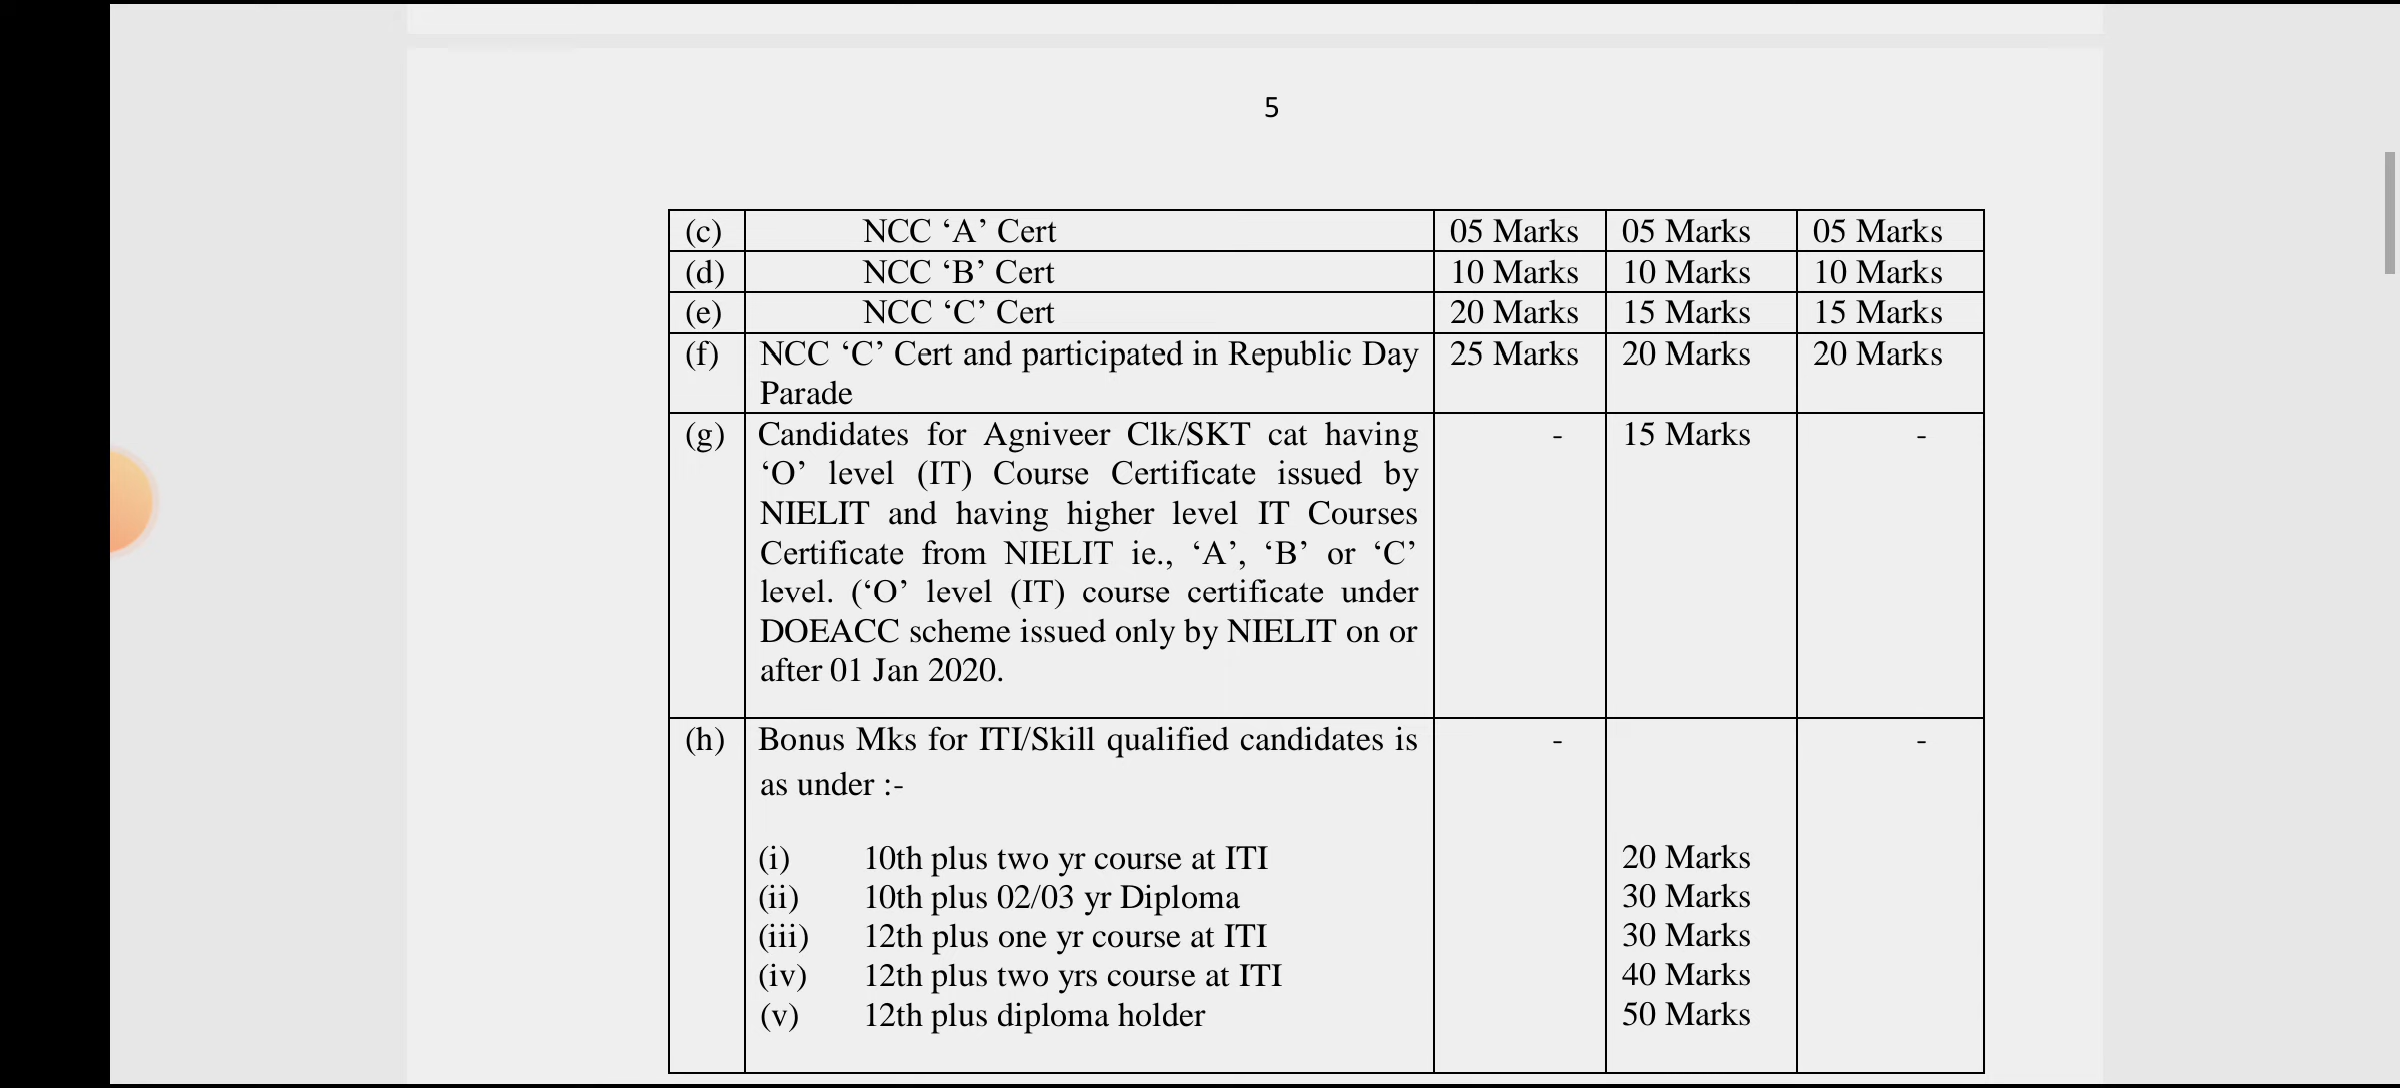 5
(c) NCC ‘A’ Cert 05 Marks 05 Marks 05 Marks
(d) NCC ‘B’ Cert 10 Marks 10 Marks 10 Marks
(e) NCC ‘C’ Cert 20 Marks 15 Marks 15 Marks
(f) NCC ‘C’ Cert and participated in Republic Day 25 Marks 20 Marks 20 Marks
Parade
(g) Candidates for Agniveer Clk/SKT cat having - 15 Marks -
‘O’ level (IT) Course Certificate issued by
NIELIT and having higher level IT Courses
Certificate from NIELIT ie., ‘A’, ‘B’ or ‘C’
level. (‘O’ level (IT) course certificate under
DOEACC scheme issued only by NIELIT on or
after 01 Jan 2020.
(h) Bonus Mks for ITI/Skill qualified candidates is - -
as under :-
(i) 10th plus two yr course at ITI 20 Marks
(ii) 10th plus 02/03 yr Diploma 30 Marks
(iii) 12th plus one yr course at ITI 30 Marks
(iv) 12th plus two yrs course at ITI 40 Marks
(v) 12th plus diploma holder 50 Marks